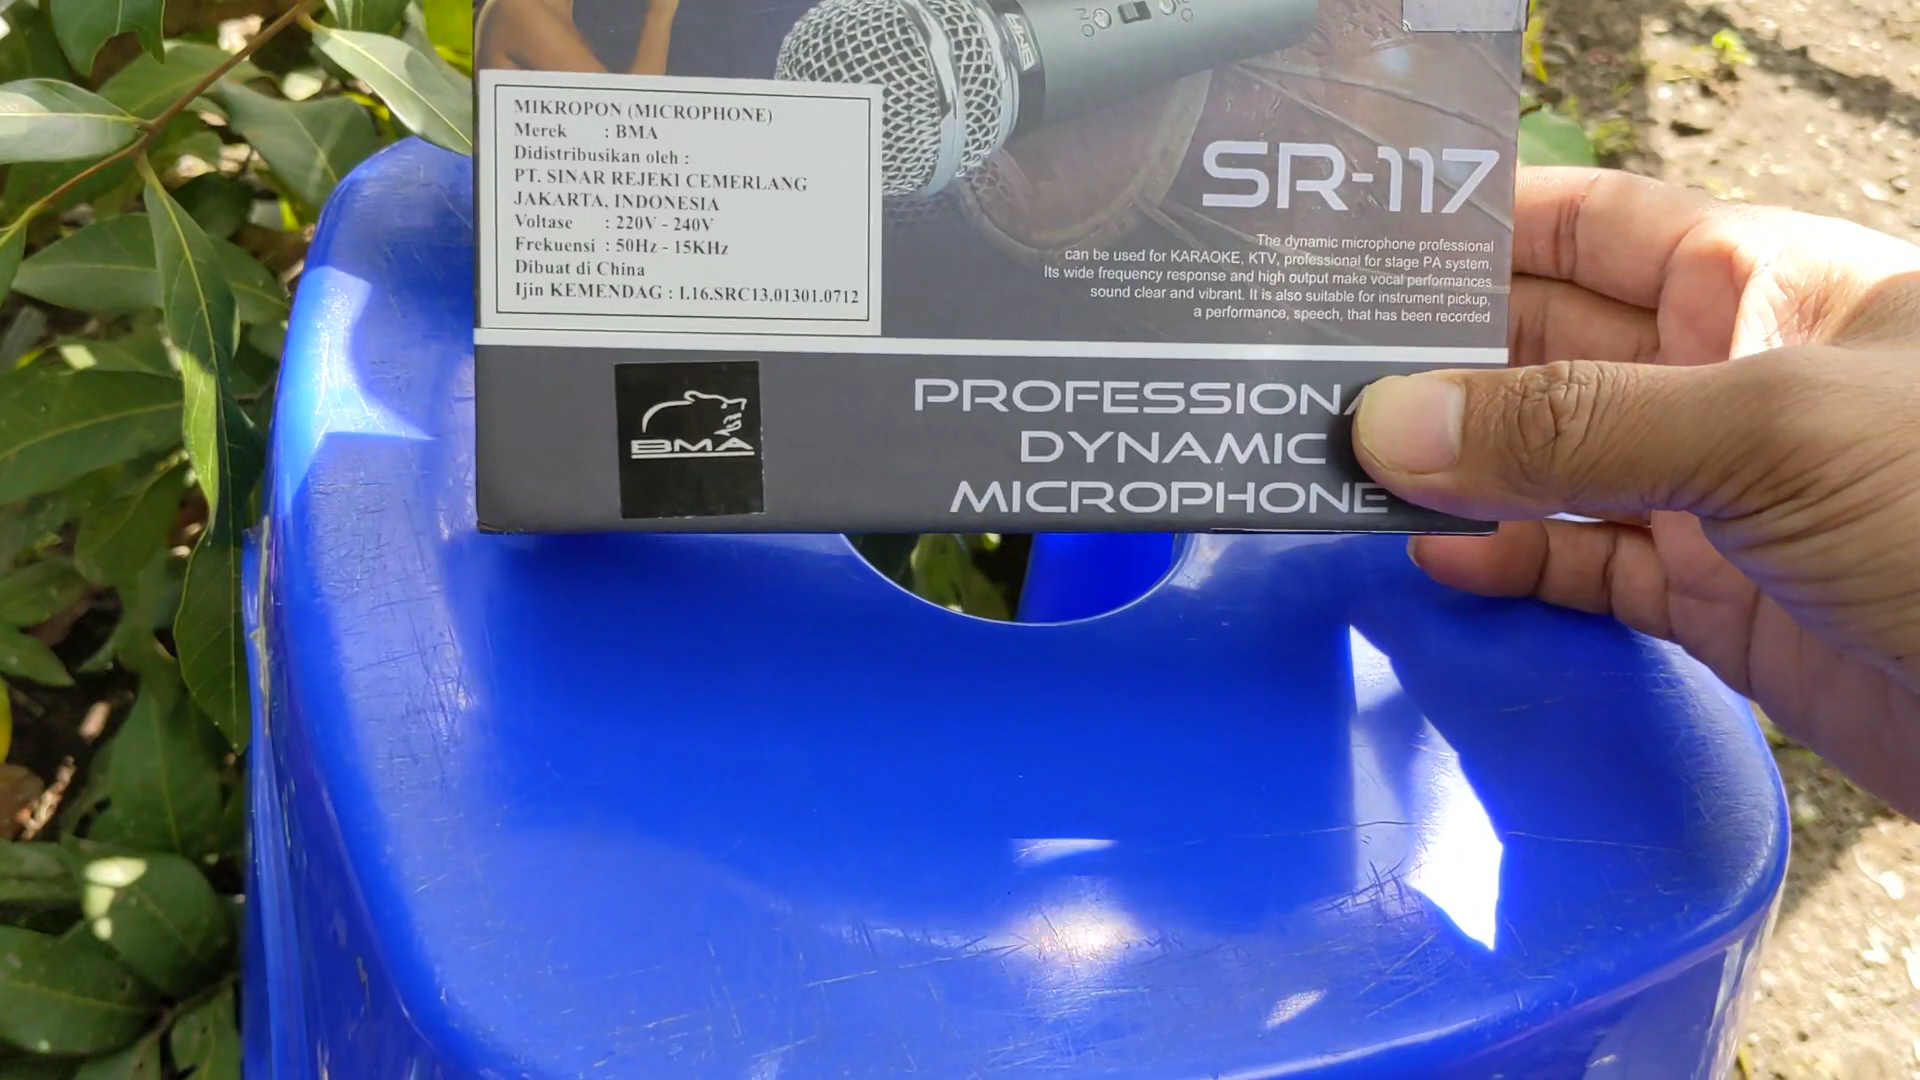 MIKROPON (MICROPHONE)
Merek : BMA
Didistribusikan oleh :
PT. SINAR REJEKI CEMERLANG
JAKARTA, INDONESIA
Voltase : 220V - 240V
Frekuensi : 50Hz - 15KHz
Dibuat di China
Ijin KEMENDAG : I.16.SRC13.01301.0712
BMA
ON
SR-117
The dynamic microphone professional
can be used for KARAOKE, KTV, professional for stage PA system,
Its wide frequency response and high output make vocal performances
sound clear and vibrant. It is also suitable for instrument pickup,
a performance, speech, that has been recorded
BMA
PROFESSIONA
DYNAMIC
MICROPHONE